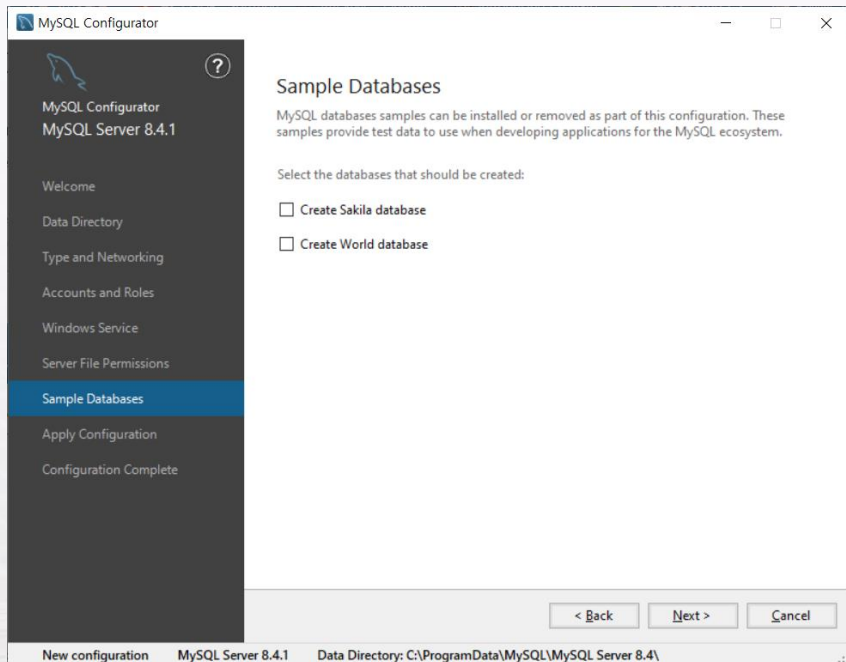 MySQL Configurator
?
MySQL Configurator
MySQL Server 8.4.1
Welcome
Data Directory
Type and Networking
Accounts and Roles
Windows Service
Server File Permissions
Sample Databases
Apply Configuration
Configuration Complete
Sample Databases
MySQL databases samples can be installed or removed as part of this configuration. These
samples provide test data to use when developing applications for the MySQL ecosystem.
Select the databases that should be created:
Create Sakila database
Create World database
< Back
Next >
Cancel
New configuration MySQL Server 8.4.1 Data Directory: C:\ProgramData\MySQL\MySQL Server 8.4\